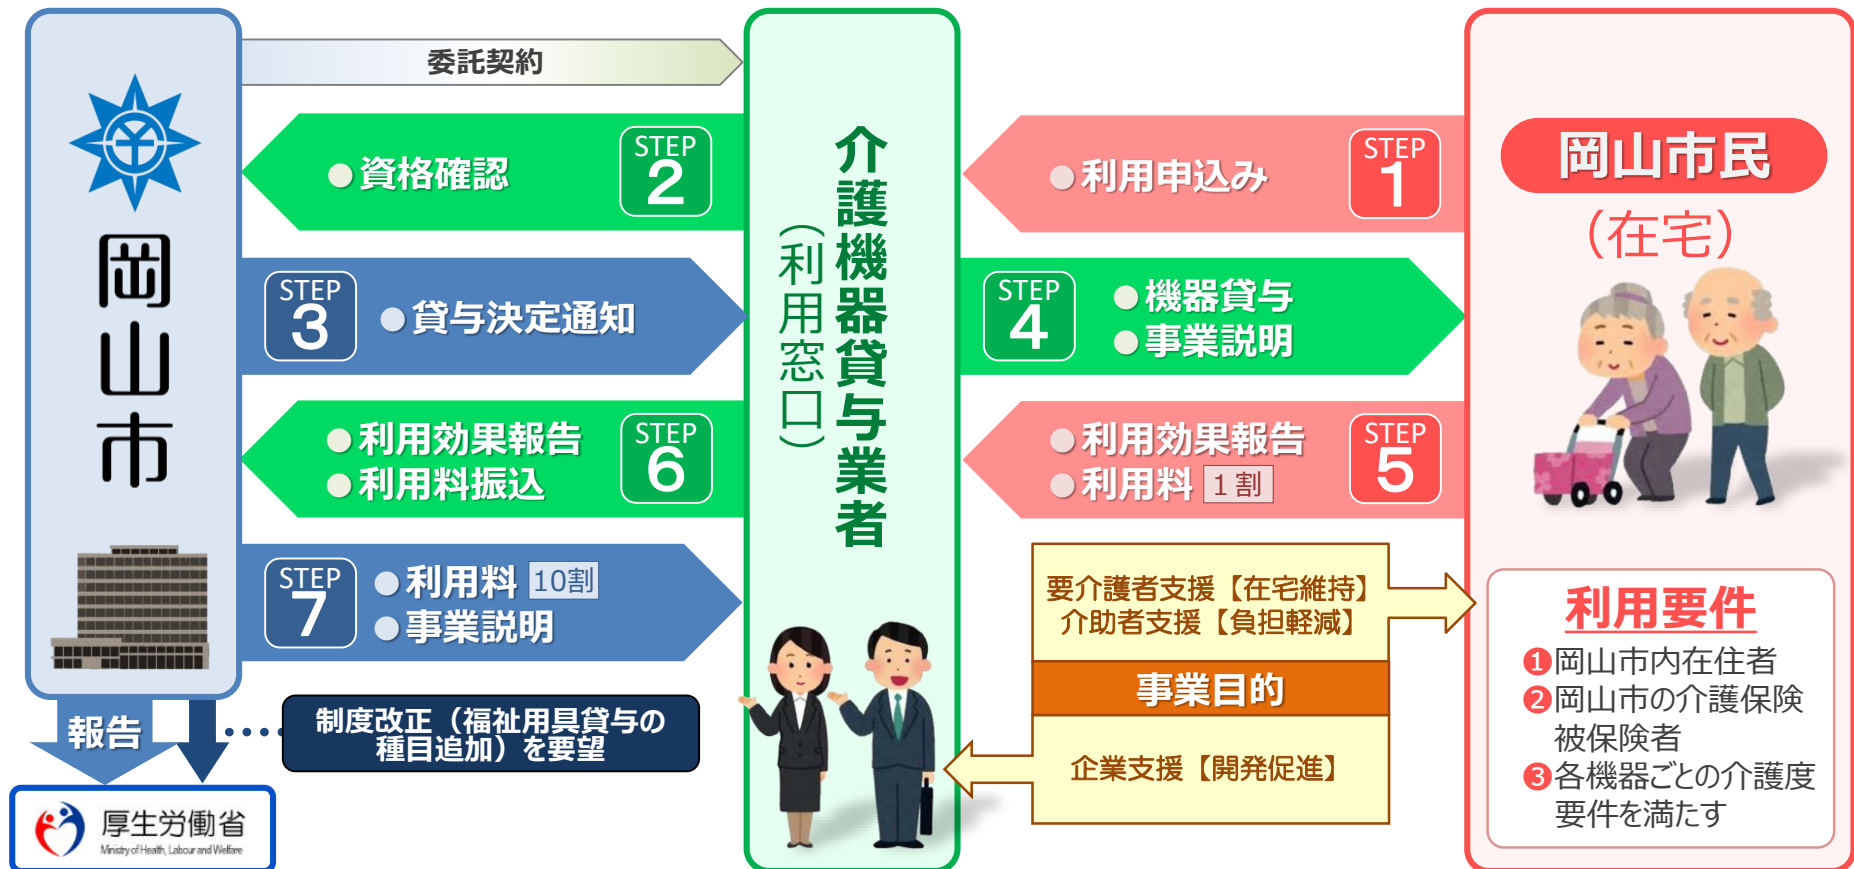 委託契約
岡山市
STEP
2
●資格確認
STEP
3
●貸与決定通知
STEP
6
●利用効果報告
●利用料振込
STEP
7
●利用料 10割
●事業説明
報告
制度改正（福祉用具貸与の
種目追加）を要望
厚生労働省
Ministry of Health, Labour and Welfare
介護機器貸与業者
（利用窓口）
STEP
1
●利用申込み
STEP
4
●機器貸与
●事業説明
STEP
5
●利用効果報告
●利用料 1割
要介護者支援【在宅維持】
介助者支援【負担軽減】
事業目的
企業支援【開発促進】
岡山市民
（在宅）
利用要件
❶岡山市内在住者
❷岡山市の介護保険
被保険者
❸各機器ごとの介護度
要件を満たす